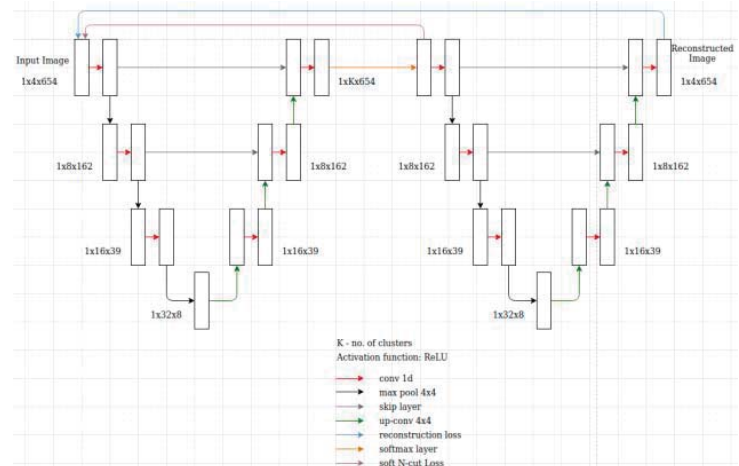 Input Image
1x4x654
1xKx654
Reconstructed
Image
1x4x654
1x8x162
1x8x162
1x8x162
1x8x162
1x16x39
1x16x39
1x16x39
1x16x39
1x32x8
1x32x8
K - no. of clusters
Activation function: ReLU
conv 1d
max pool 4x4
skip layer
up-conv 4x4
reconstruction loss
softmax layer
soft N-cut Loss